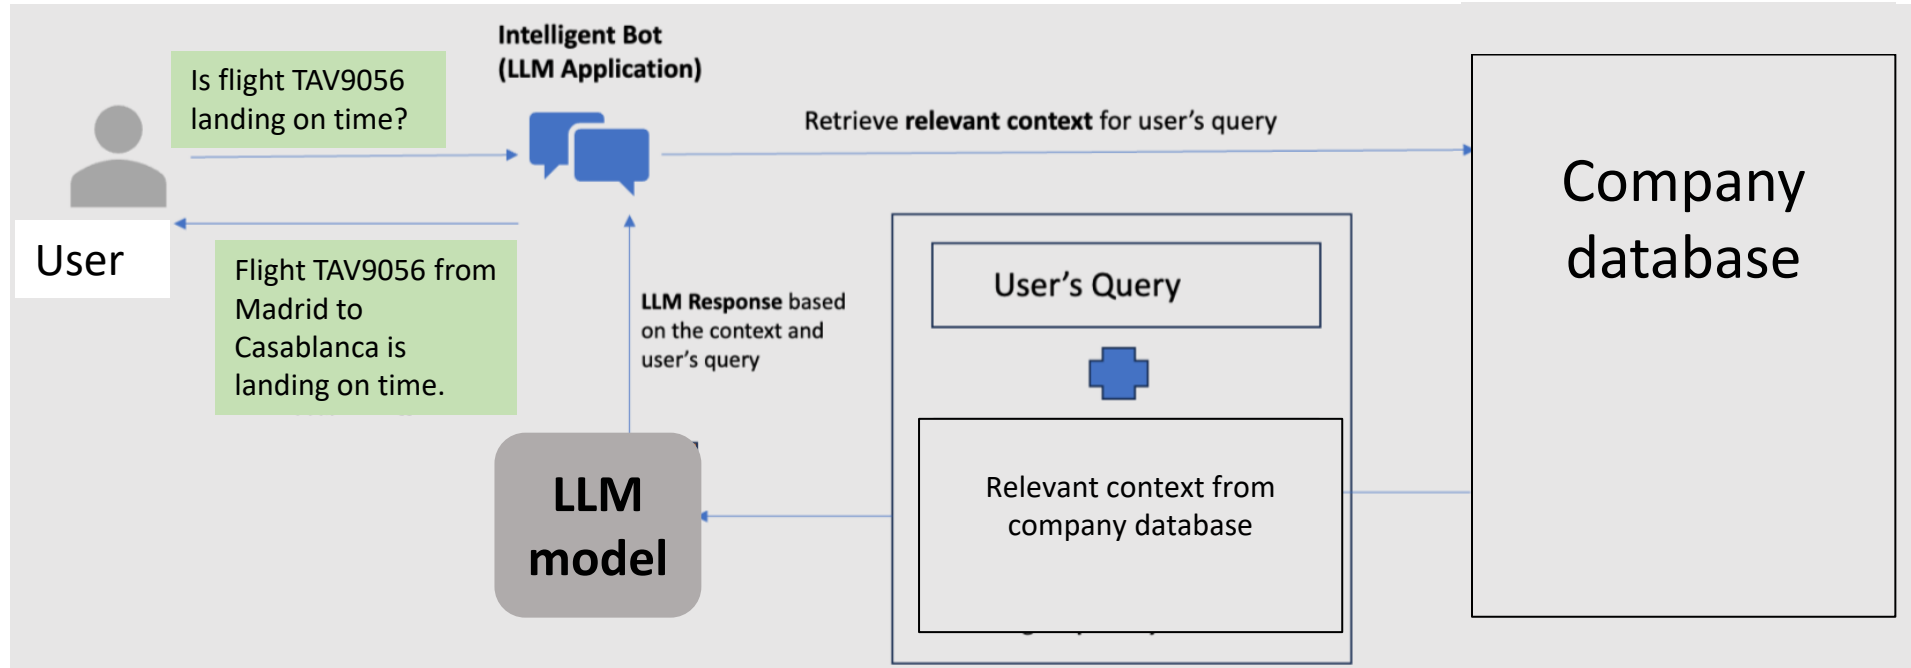 Intelligent Bot
(LLM Application)
Is flight TAV9056
landing on time?
Retrieve relevant context for user's query
Company
database
User
Flight TAV9056 from
Madrid to
Casablanca is
landing on time.
LLM Response based
on the context and
user's query
User's Query
Relevant context from
company database
LLM
model